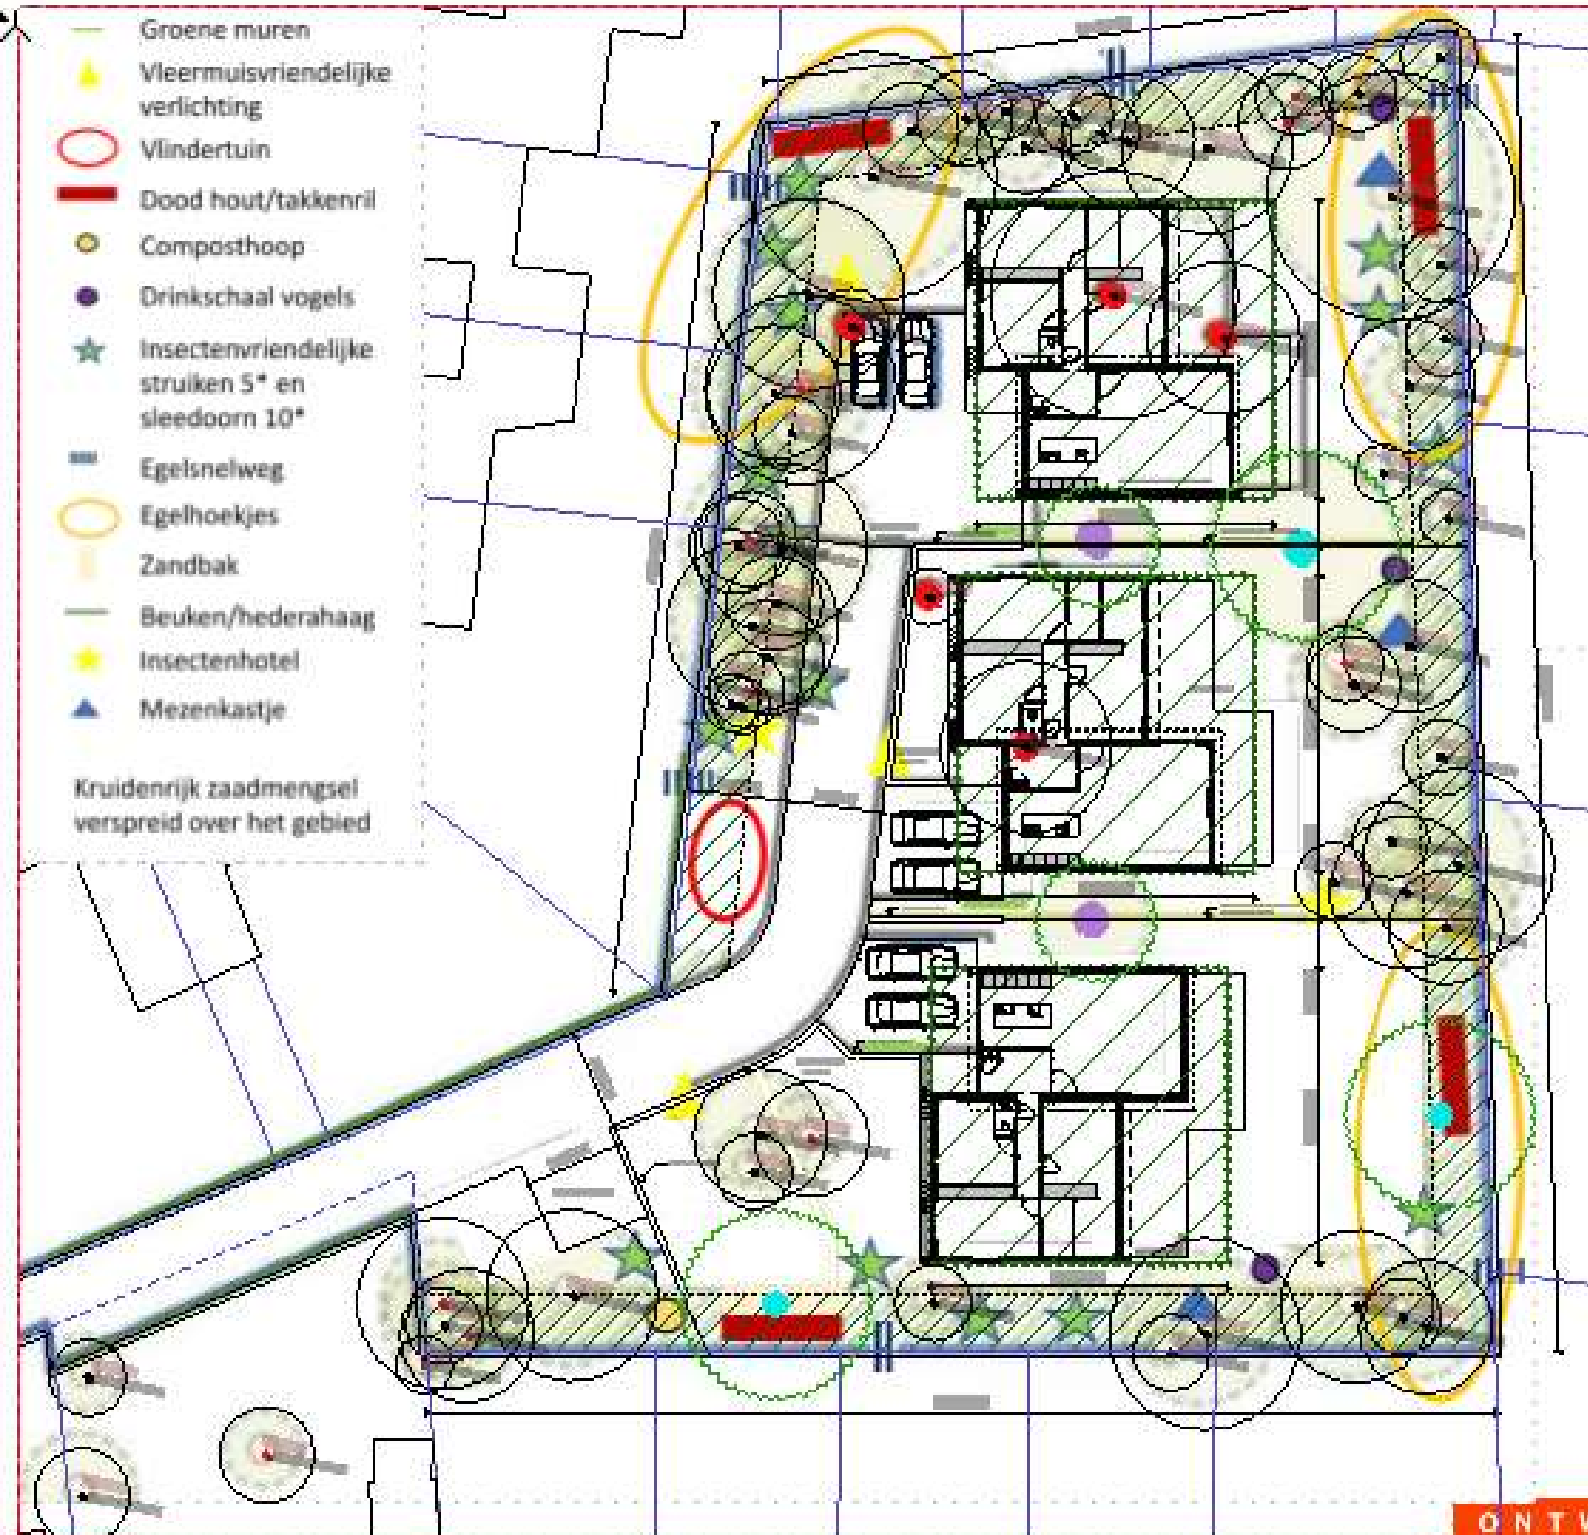 Groene muren
Vleermuisvriendelijke
verlichting
Vlindertuin
Dood hout/takkenril
Composthoop
Drinkschaal vogels
Insectenvriendelijke
struiken 5* en
sleedoorn 10*
Egelsnelweg
Egelhoekjes
Zandbak
Beuken/hederahaag
Insectenhotel
Mezenkastje
Kruidenrijk zaadmengsel
verspreid over het gebied